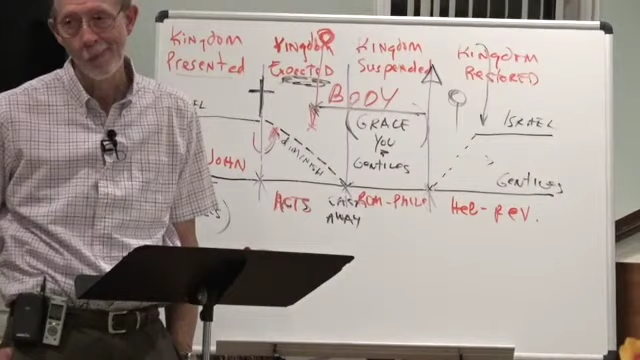 KINGDOM
PRESENTED
KINGDOM
KINGDOM
SUSPENDED
KINGDOM
RESTORED
BODY
(GRACE
YOU
GENTILES)
ISRAEL
EL
JOHN
diminish
GENTILES
ACTS
CAST
AWAY
ROM-PHILE
Heb-Rev.